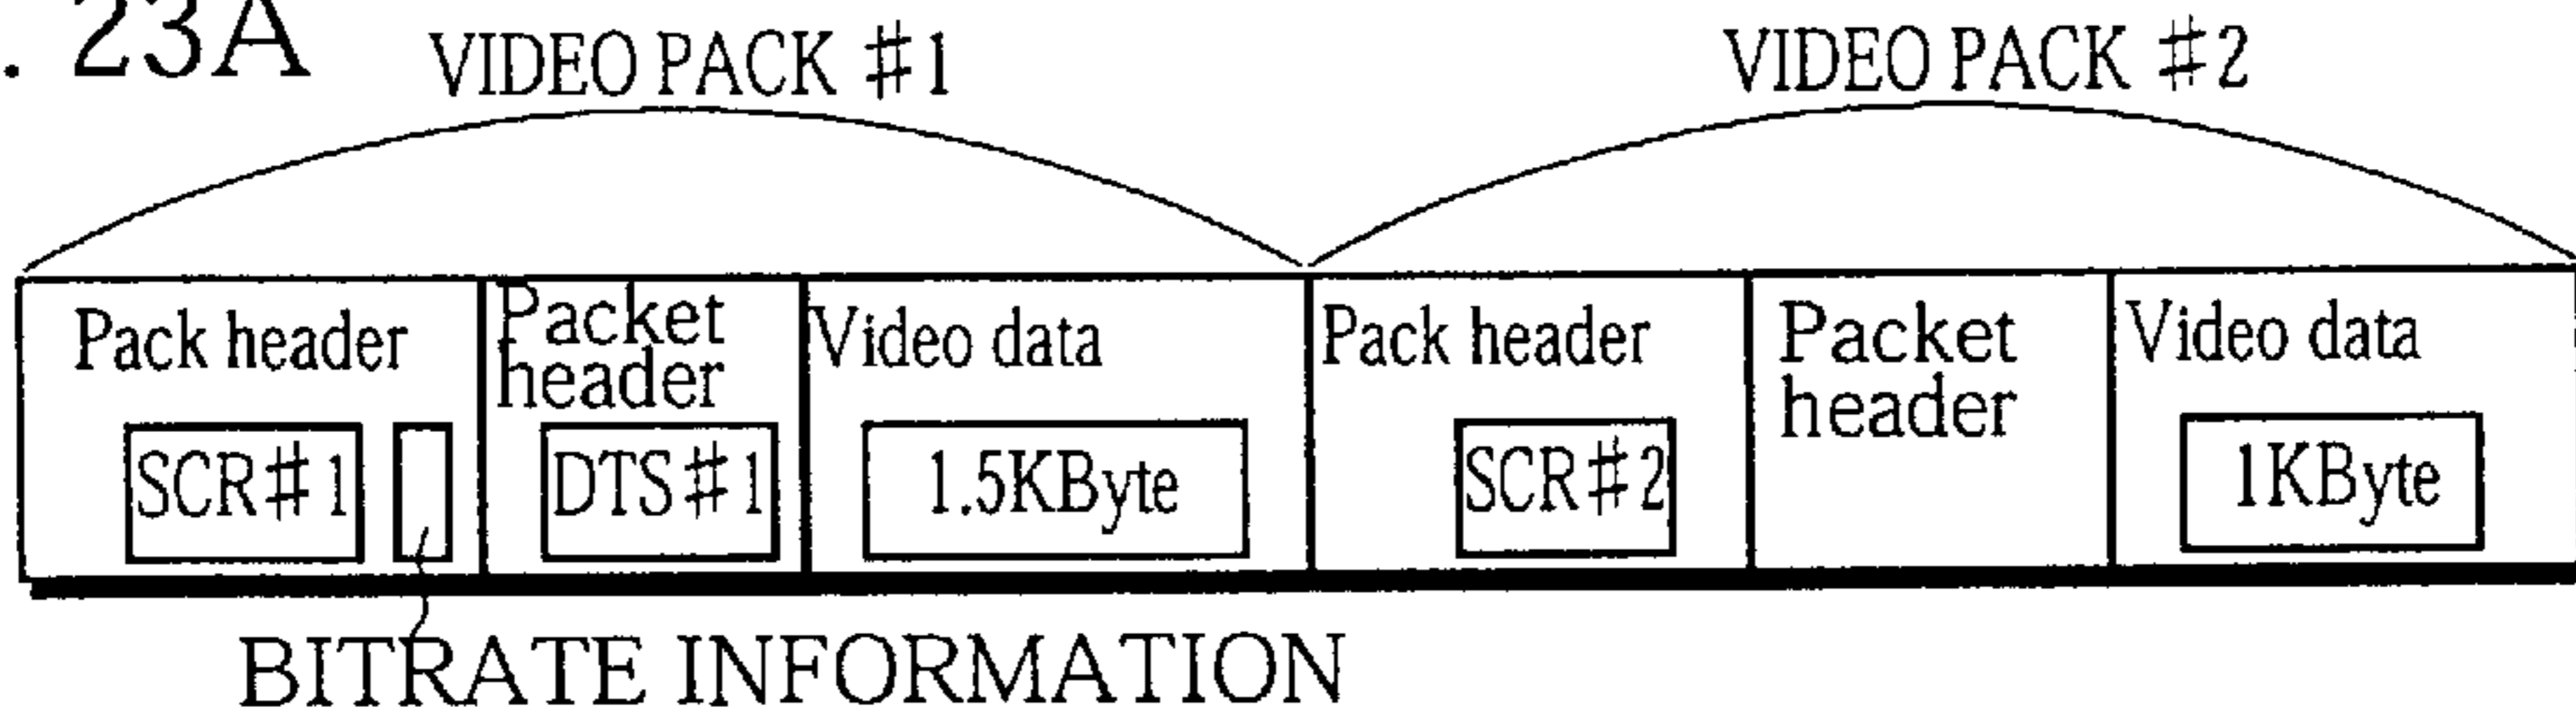 . 23A
VIDEO PACK #1
VIDEO PACK #2
Pack header
Packet
header
Video data
Pack header
Packet
header
Video data
SCR#1
DTS#1
1.5KByte
SCR#2
1KByte
BITRATE INFORMATION